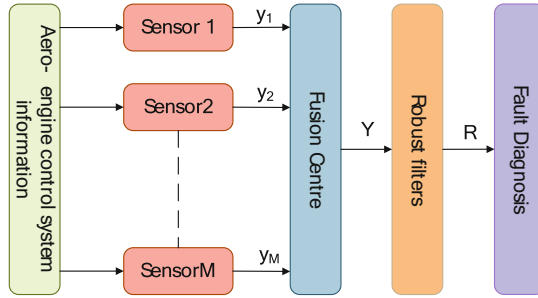 Aero-
engine control system
information
Sensor 1
y1
Sensor2
y2
SensorM
yM
Fusion Centre
Y
Robust filters
R
Fault Diagnosis